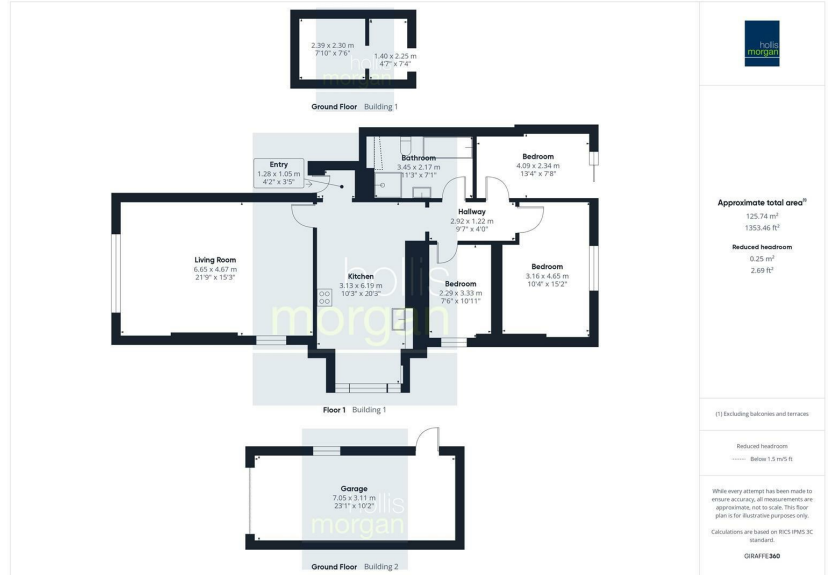 2.39 x 2.30 m
7'10" x 7'6"
1.40 x 2.25 m
4'7" x 7'4"
hollis
morgan
Ground Floor Building 1
Entry
1.28 x 1.05 m
4'2" x 3'5"
Bathroom
3.45 x 2.17 m
11'3" x 7'1"
Bedroom
4.09 x 2.34 m
13'4" x 7'8"
Hallway
2.92 x 1.22 m
9'7" x 4'0"
Living Room
6.65 x 4.67 m
21'9" x 15'3"
Kitchen
3.13 x 6.19 m
10'3" x 20'3"
Bedroom
2.29 x 3.33 m
7'6" x 10'11"
Bedroom
3.16 x 4.65 m
10'4" x 15'2"
hollis
morgan
Floor 1 Building 1
Garage
7.05 x 3.11 m
23'1" x 10'2"
hollis
morgan
Ground Floor Building 2
hollis
morgan
Approximate total area(1)
125.74 m²
1353.46 ft²
Reduced headroom
0.25 m²
2.69 ft²
(1) Excluding balconies and terraces
Reduced headroom
Below 1.5 m/5 ft
While every attempt has been made to
ensure accuracy, all measurements are
approximate, not to scale. This floor
plan is for illustrative purposes only.
Calculations are based on RICS IPMS 3C
standard.
GIRAFFE360